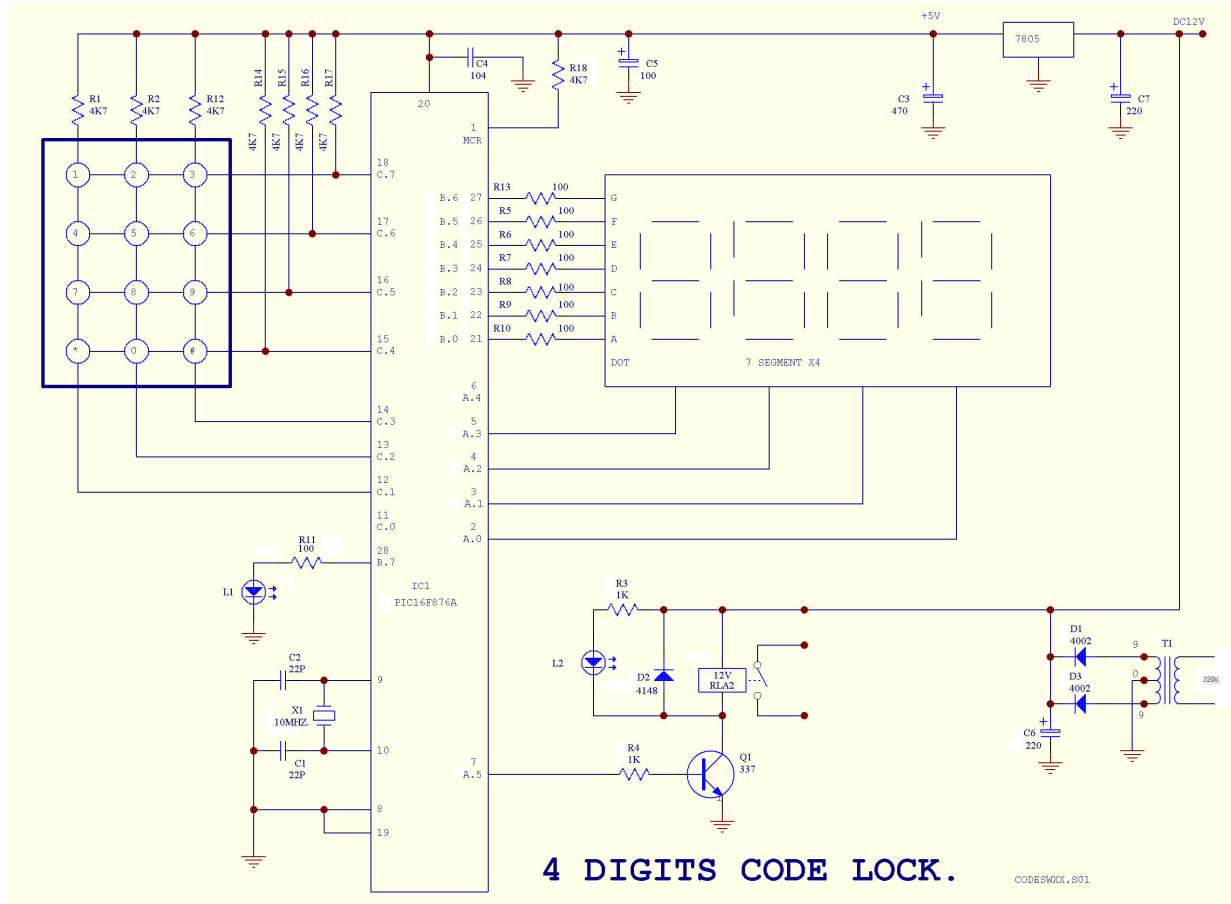 +5V
DC12V
7805
R1
4K7
R2
4K7
R12
4K7
R14
4K7
R15
4K7
R16
4K7
R17
4K7
C4
104
R18
4K7
C5
100
C3
470
C7
220
20
1
MCR
1 2 3
4 5 6
7 8 9
* 0 #
18
C.7
17
C.6
16
C.5
15
C.4
14
C.3
13
C.2
12
C.1
11
C.0
28
B.7
B.6 27 R13 100 G
B.5 26 R5 100 F
B.4 25 R6 100 E
B.3 24 R7 100 D
B.2 23 R8 100 C
B.1 22 R9 100 B
B.0 21 R10 100 A
DOT
7 SEGMENT X4
6
A.4
5
A.3
4
A.2
3
A.1
2
A.0
R11
100
L1
IC1
PIC16F876A
C2
22P
X1
10MHZ
C1
22P
9
10
8
19
7
A.5
R3
1K
L2
D2
4148
12V
RLA2
R4
1K
Q1
337
1
D1
4002
D3
4002
C6
220
T1
9
0
9
220V
4 DIGITS CODE LOCK.
CODESWXX.S01